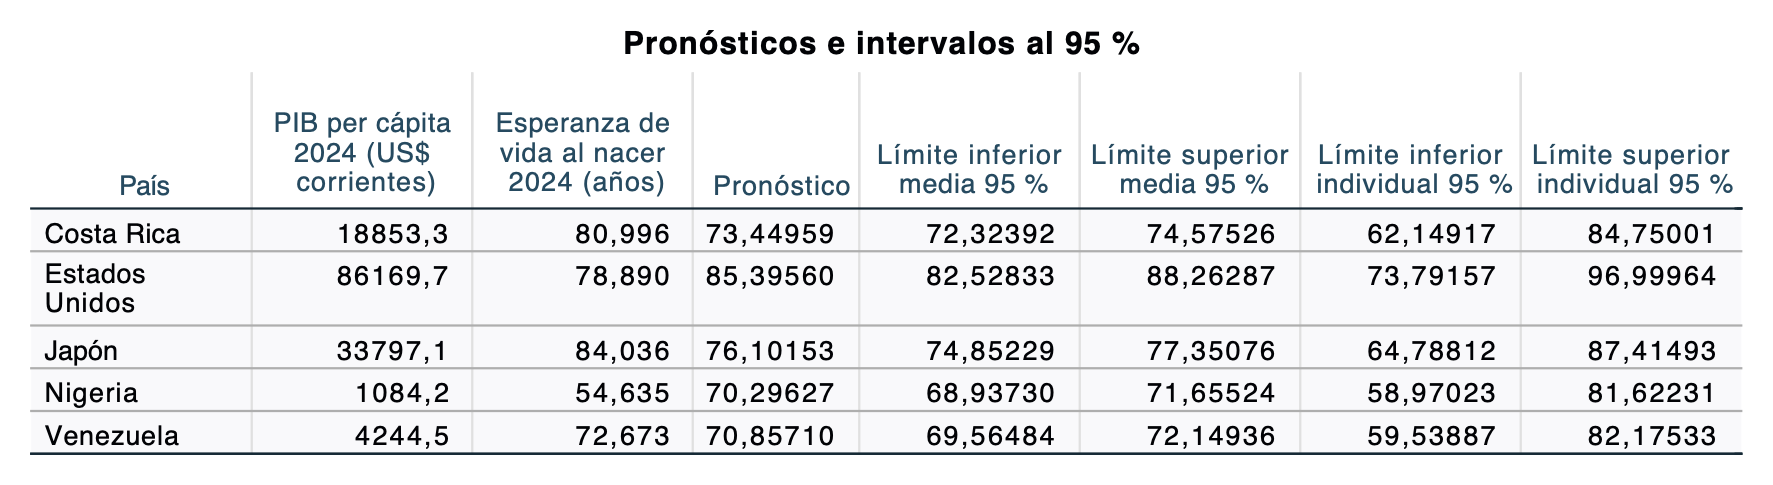 Pronósticos e intervalos al 95 %
País
PIB per cápita
2024 (US$
corrientes)
Esperanza de
vida al nacer
2024 (años)
Pronóstico
Límite inferior
media 95 %
Límite superior
media 95 %
Límite inferior
individual 95 %
Límite superior
individual 95 %
Costa Rica 18853,3 80,996 73,44959 72,32392 74,57526 62,14917 84,75001
Estados 86169,7 78,890 85,39560 82,52833 88,26287 73,79157 96,99964
Unidos
Japón 33797,1 84,036 76,10153 74,85229 77,35076 64,78812 87,41493
Nigeria 1084,2 54,635 70,29627 68,93730 71,65524 58,97023 81,62231
Venezuela 4244,5 72,673 70,85710 69,56484 72,14936 59,53887 82,17533